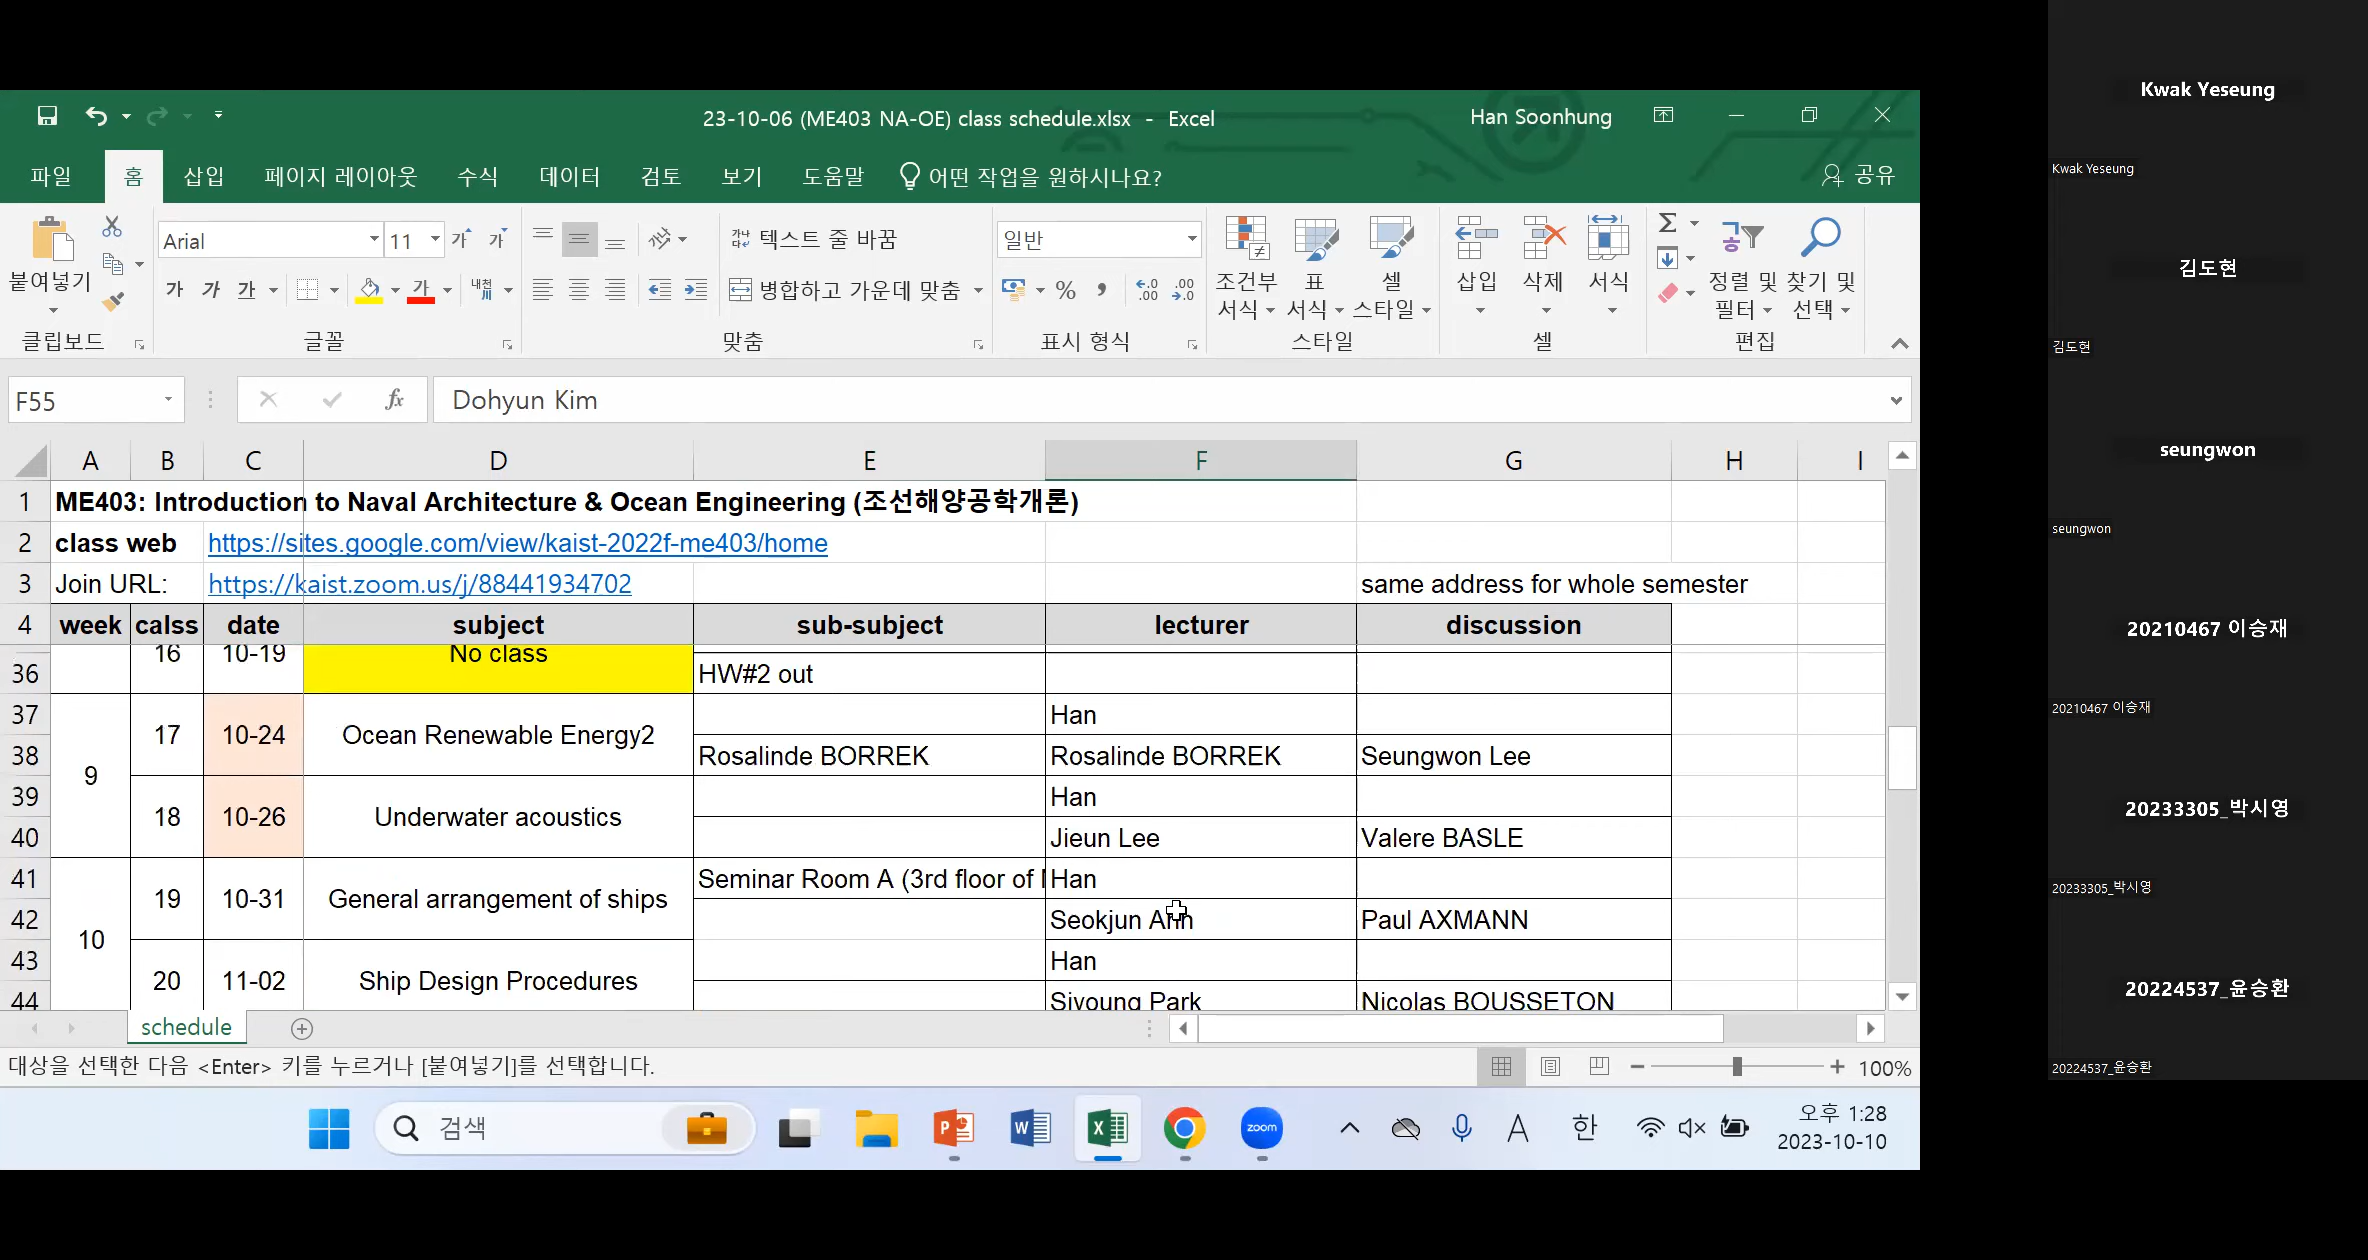 23-10-06 (ME403 NA-OE) class schedule.xlsx - Excel
Han Soonhung
파일 홈 삽입 페이지 레이아웃 수식 데이터 검토 보기 도움말 어떤 작업을 원하시나요? 공유
붙여넣기
클립보드
Arial 11 가 가
가 가 가 가 내천
글꼴
텍스트 줄 바꿈
병합하고 가운데 맞춤
맞춤
일반
% , .0 .00 .00 .0
표시 형식
조건부 서식 표 서식 셀 스타일
스타일
삽입 삭제 서식
셀
정렬 및 필터 찾기 및 선택
편집
F55 fx Dohyun Kim
A B C D E F G H I
1 ME403: Introduction to Naval Architecture & Ocean Engineering (조선해양공학개론)
2 class web https://sites.google.com/view/kaist-2022f-me403/home
3 Join URL: https://kaist.zoom.us/j/88441934702 same address for whole semester
4 week calss date subject sub-subject lecturer discussion
16 10-19 No class
36 HW#2 out
37 Han
9 17 10-24 Ocean Renewable Energy2
38 Rosalinde BORREK Rosalinde BORREK Seungwon Lee
39 Han
18 10-26 Underwater acoustics
40 Jieun Lee Valere BASLE
41 Seminar Room A (3rd floor of Han
10 19 10-31 General arrangement of ships
42 Seokjun Ahn Paul AXMANN
43 Han
20 11-02 Ship Design Procedures
44 Siyoung Park Nicolas BOUSSETON
schedule
대상을 선택한 다음 <Enter> 키를 누르거나 [붙여넣기]를 선택합니다.
100%
검색
zoom
A 한
오후 1:28
2023-10-10
Kwak Yeseung
Kwak Yeseung
김도현
김도현
seungwon
seungwon
20210467 이승재
20210467 이승재
20233305_박시영
20233305_박시영
20224537_윤승환
20224537_윤승환